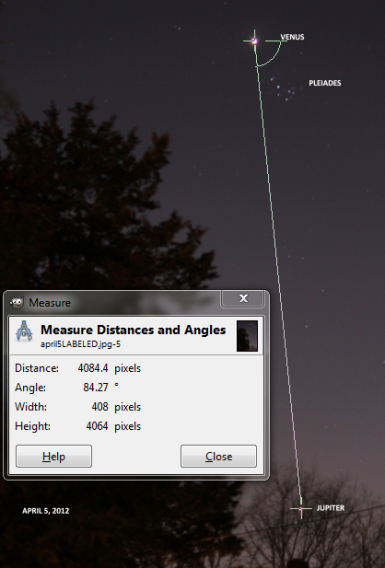 VENUS
PLEIADES
Measure
Measure Distances and Angles
april5LABELED.jpg-5
Distance: 4084.4 pixels
Angle: 84.27 °
Width: 408 pixels
Height: 4064 pixels
Help Close
APRIL 5, 2012
JUPITER